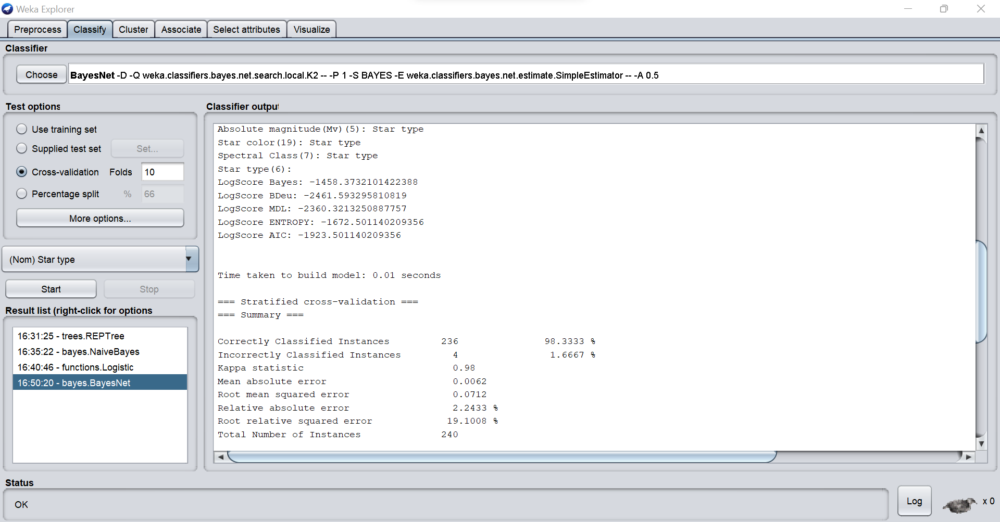 Weka Explorer
Preprocess Classify Cluster Associate Select attributes Visualize
Classifier
Choose BayesNet -D -Q weka.classifiers.bayes.net.search.local.K2 -- -P 1 -S BAYES -E weka.classifiers.bayes.net.estimate.SimpleEstimator -- -A 0.5
Test options
Use training set
Supplied test set Set...
Cross-validation Folds 10
Percentage split % 66
More options...
(Nom) Star type
Start Stop
Result list (right-click for options
16:31:25 - trees.REPTree
16:35:22 - bayes.NaiveBayes
16:40:46 - functions.Logistic
16:50:20 - bayes.BayesNet
Classifier output
Absolute magnitude(Mv)(5): Star type
Star color(19): Star type
Spectral Class(7): Star type
Star type(6):
LogScore Bayes: -1458.3732101422388
LogScore BDeu: -2461.593295810819
LogScore MDL: -2360.3213250887757
LogScore ENTROPY: -1672.501140209356
LogScore AIC: -1923.501140209356
Time taken to build model: 0.01 seconds
=== Stratified cross-validation ===
=== Summary ===
Correctly Classified Instances 236 98.3333 %
Incorrectly Classified Instances 4 1.6667 %
Kappa statistic 0.98
Mean absolute error 0.0062
Root mean squared error 0.0712
Relative absolute error 2.2433 %
Root relative squared error 19.1008 %
Total Number of Instances 240
Status
OK
Log x 0